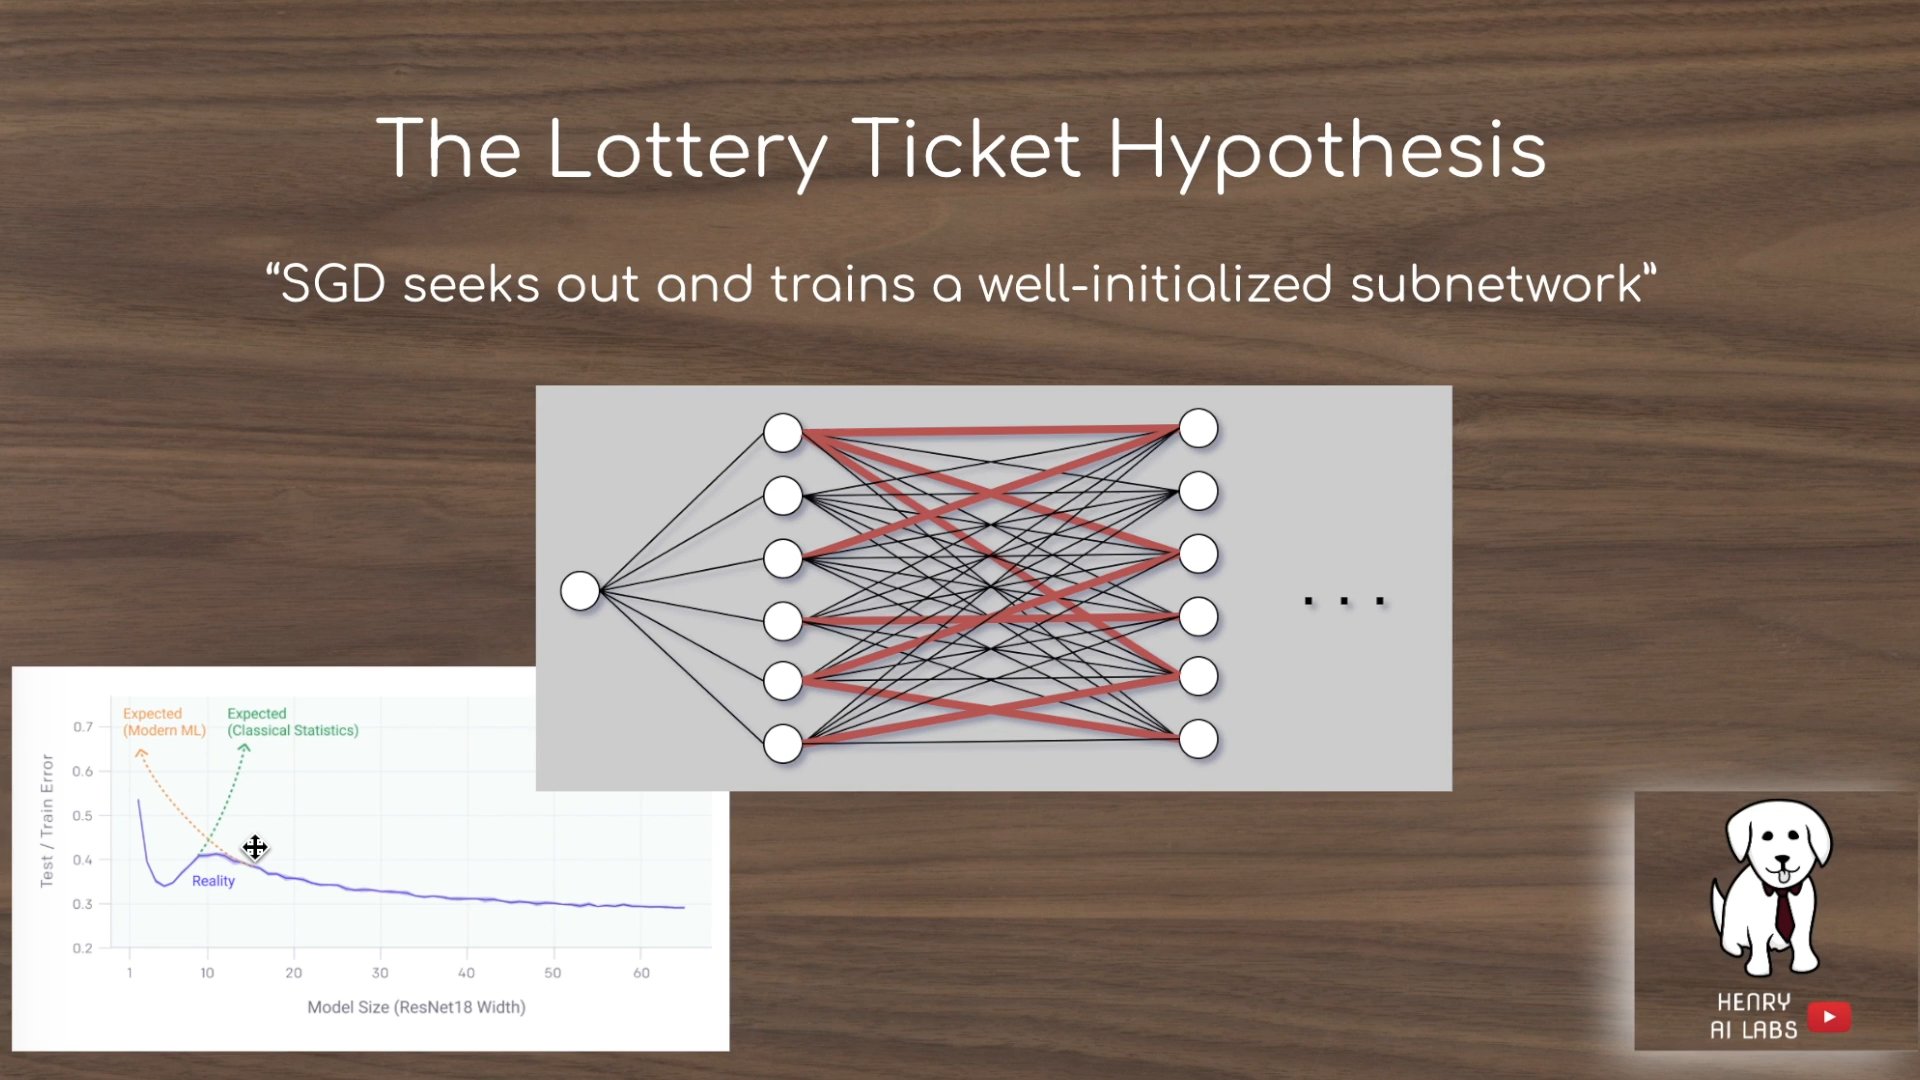 The Lottery Ticket Hypothesis
“SGD seeks out and trains a well-initialized subnetwork”
. . .
Expected
(Modern ML)
Expected
(Classical Statistics)
Reality
Test / Train Error
0.7
0.6
0.5
0.4
0.3
0.2
1 10 20 30 40 50 60
Model Size (ResNet18 Width)
HENRY
AI LABS